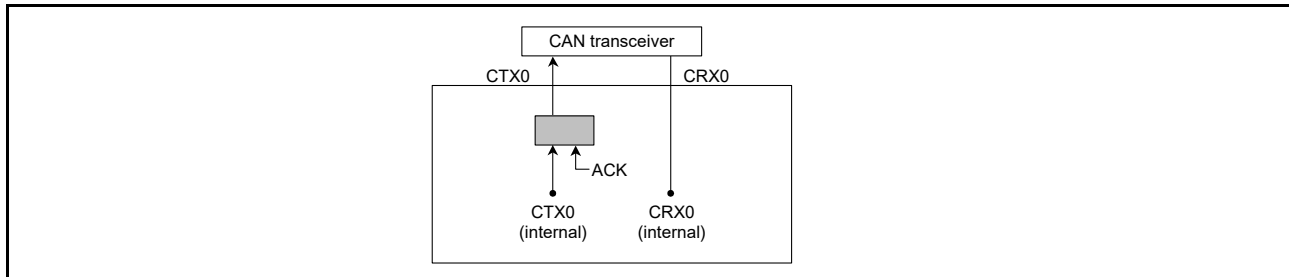 CAN transceiver
CTX0
CRX0
ACK
CTX0
(internal)
CRX0
(internal)